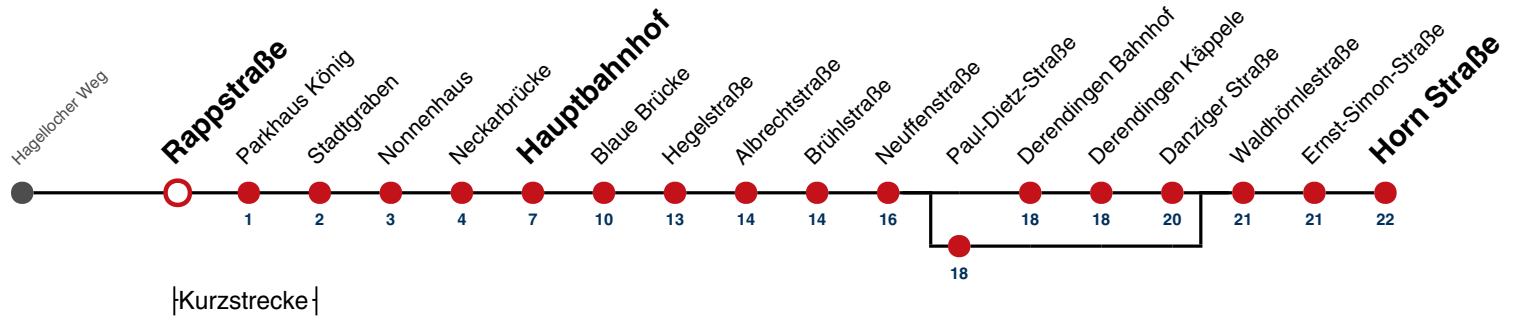 Hagellocher Weg
Rappstraße
Parkhaus König
Stadtgraben
Nonnenhaus
Neckarbrücke
Hauptbahnhof
Blaue Brücke
Hegelstraße
Albrechtstraße
Brühlstraße
Neuffenstraße
Paul-Dietz-Straße
Derendingen Bahnhof
Derendingen Käppele
Danziger Straße
Waldhörnlestraße
Ernst-Simon-Straße
Horn Straße
1 2 3 4 7 10 13 14 14 16 18 18 20 21 21 22
18
Kurzstrecke